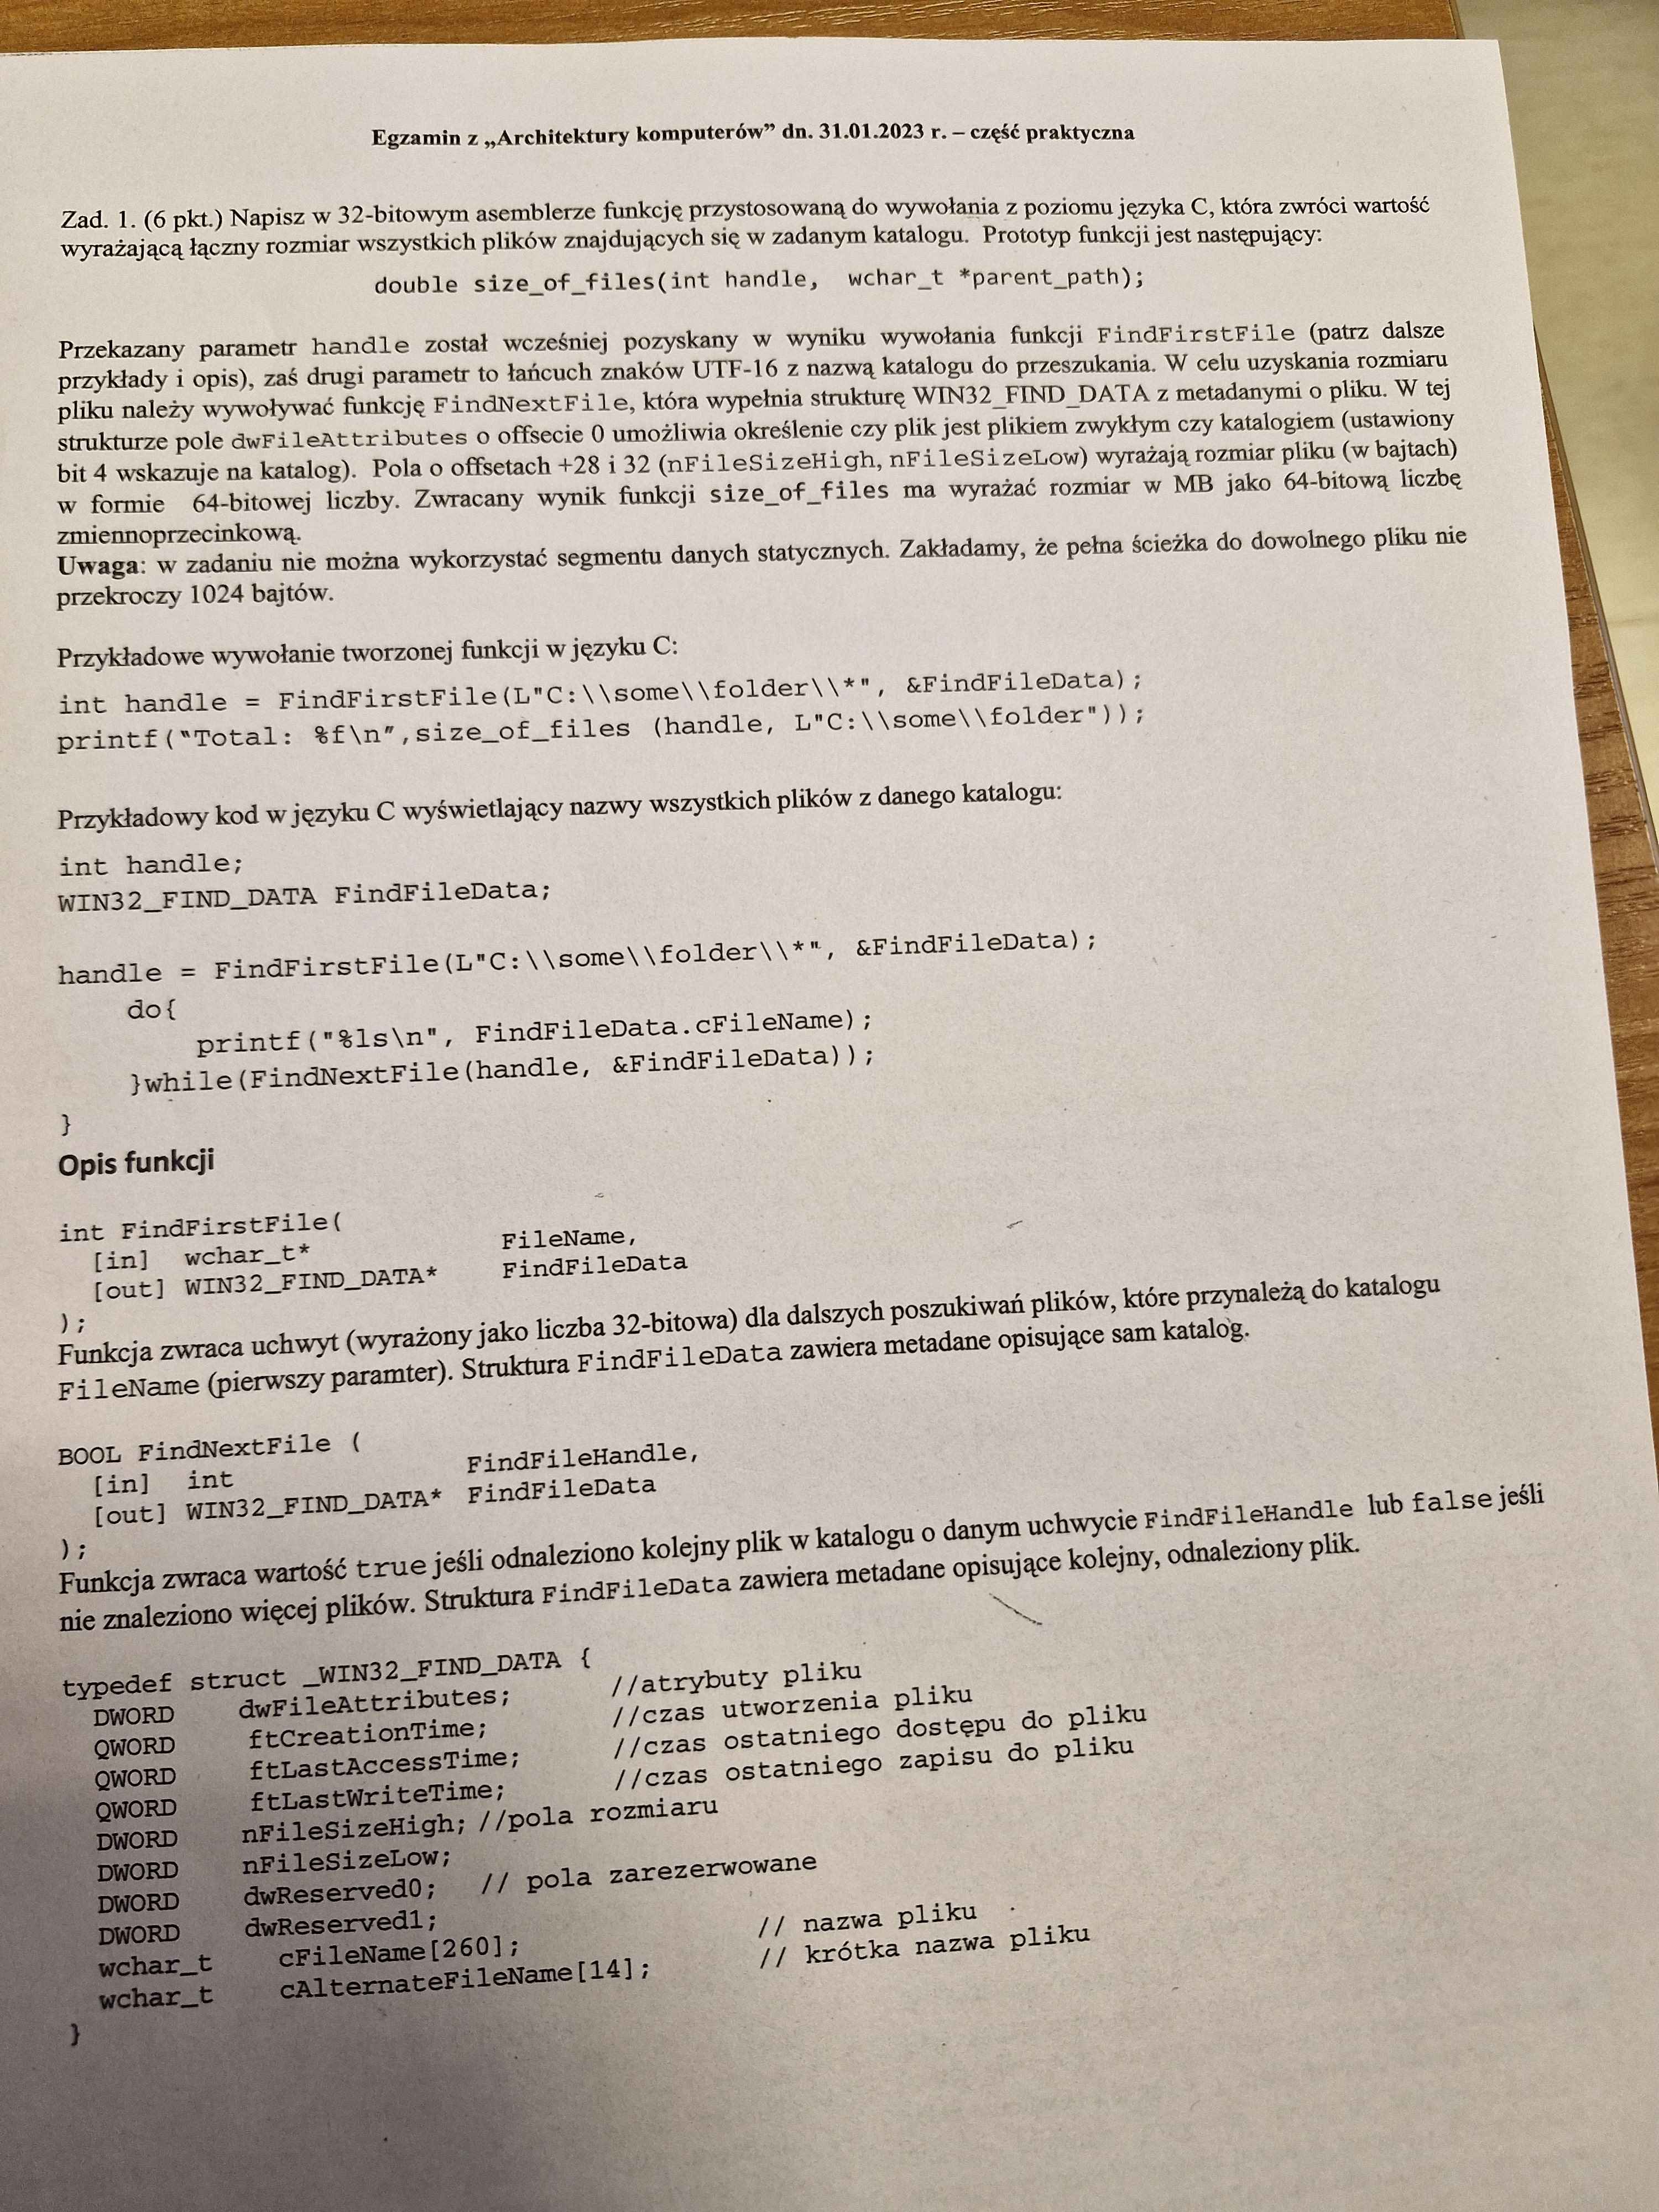 Egzamin z „Architektury komputerów” dn. 31.01.2023 r. – część praktyczna
Zad. 1. (6 pkt.) Napisz w 32-bitowym asemblerze funkcję przystosowaną do wywołania z poziomu języka C, która zwróci wartość
wyrażającą łączny rozmiar wszystkich plików znajdujących się w zadanym katalogu. Prototyp funkcji jest następujący:
double size_of_files(int handle, wchar_t *parent_path);
Przekazany parametr handle został wcześniej pozyskany w wyniku wywołania funkcji FindFirstFile (patrz dalsze
przykłady i opis), zaś drugi parametr to łańcuch znaków UTF-16 z nazwą katalogu do przeszukania. W celu uzyskania rozmiaru
pliku należy wywoływać funkcję FindNextFile, która wypełnia strukturę WIN32_FIND_DATA z metadanymi o pliku. W tej
strukturze pole dwFileAttributes o offsecie 0 umożliwia określenie czy plik jest plikiem zwykłym czy katalogiem (ustawiony
bit 4 wskazuje na katalog). Pola o offsetach +28 i 32 (nFileSizeHigh, nFileSizeLow) wyrażają rozmiar pliku (w bajtach)
w formie 64-bitowej liczby. Zwracany wynik funkcji size_of_files ma wyrażać rozmiar w MB jako 64-bitową liczbę
zmiennoprzecinkową.
Uwaga: w zadaniu nie można wykorzystać segmentu danych statycznych. Zakładamy, że pełna ścieżka do dowolnego pliku nie
przekroczy 1024 bajtów.
Przykładowe wywołanie tworzonej funkcji w języku C:
int handle = FindFirstFile(L"C:\\some\\folder\\*", &FindFileData);
printf("Total: %f\n",size_of_files (handle, L"C:\\some\\folder"));
Przykładowy kod w języku C wyświetlający nazwy wszystkich plików z danego katalogu:
int handle;
WIN32_FIND_DATA FindFileData;
handle = FindFirstFile(L"C:\\some\\folder\\*", &FindFileData);
do{
printf("%ls\n", FindFileData.cFileName);
}while(FindNextFile(handle, &FindFileData));
}
Opis funkcji
int FindFirstFile(
[in] wchar_t* FileName,
[out] WIN32_FIND_DATA* FindFileData
);
Funkcja zwraca uchwyt (wyrażony jako liczba 32-bitowa) dla dalszych poszukiwań plików, które przynależą do katalogu
FileName (pierwszy paramter). Struktura FindFileData zawiera metadane opisujące sam katalog.
BOOL FindNextFile (
[in] int FindFileHandle,
[out] WIN32_FIND_DATA* FindFileData
);
Funkcja zwraca wartość true jeśli odnaleziono kolejny plik w katalogu o danym uchwycie FindFileHandle lub false jeśli
nie znaleziono więcej plików. Struktura FindFileData zawiera metadane opisujące kolejny, odnaleziony plik.
typedef struct _WIN32_FIND_DATA {
DWORD dwFileAttributes; //atrybuty pliku
QWORD ftCreationTime; //czas utworzenia pliku
QWORD ftLastAccessTime; //czas ostatniego dostępu do pliku
QWORD ftLastWriteTime; //czas ostatniego zapisu do pliku
DWORD nFileSizeHigh; //pola rozmiaru
DWORD nFileSizeLow;
DWORD dwReserved0; // pola zarezerwowane
DWORD dwReserved1;
wchar_t cFileName[260]; // nazwa pliku
wchar_t cAlternateFileName[14]; // krótka nazwa pliku
}